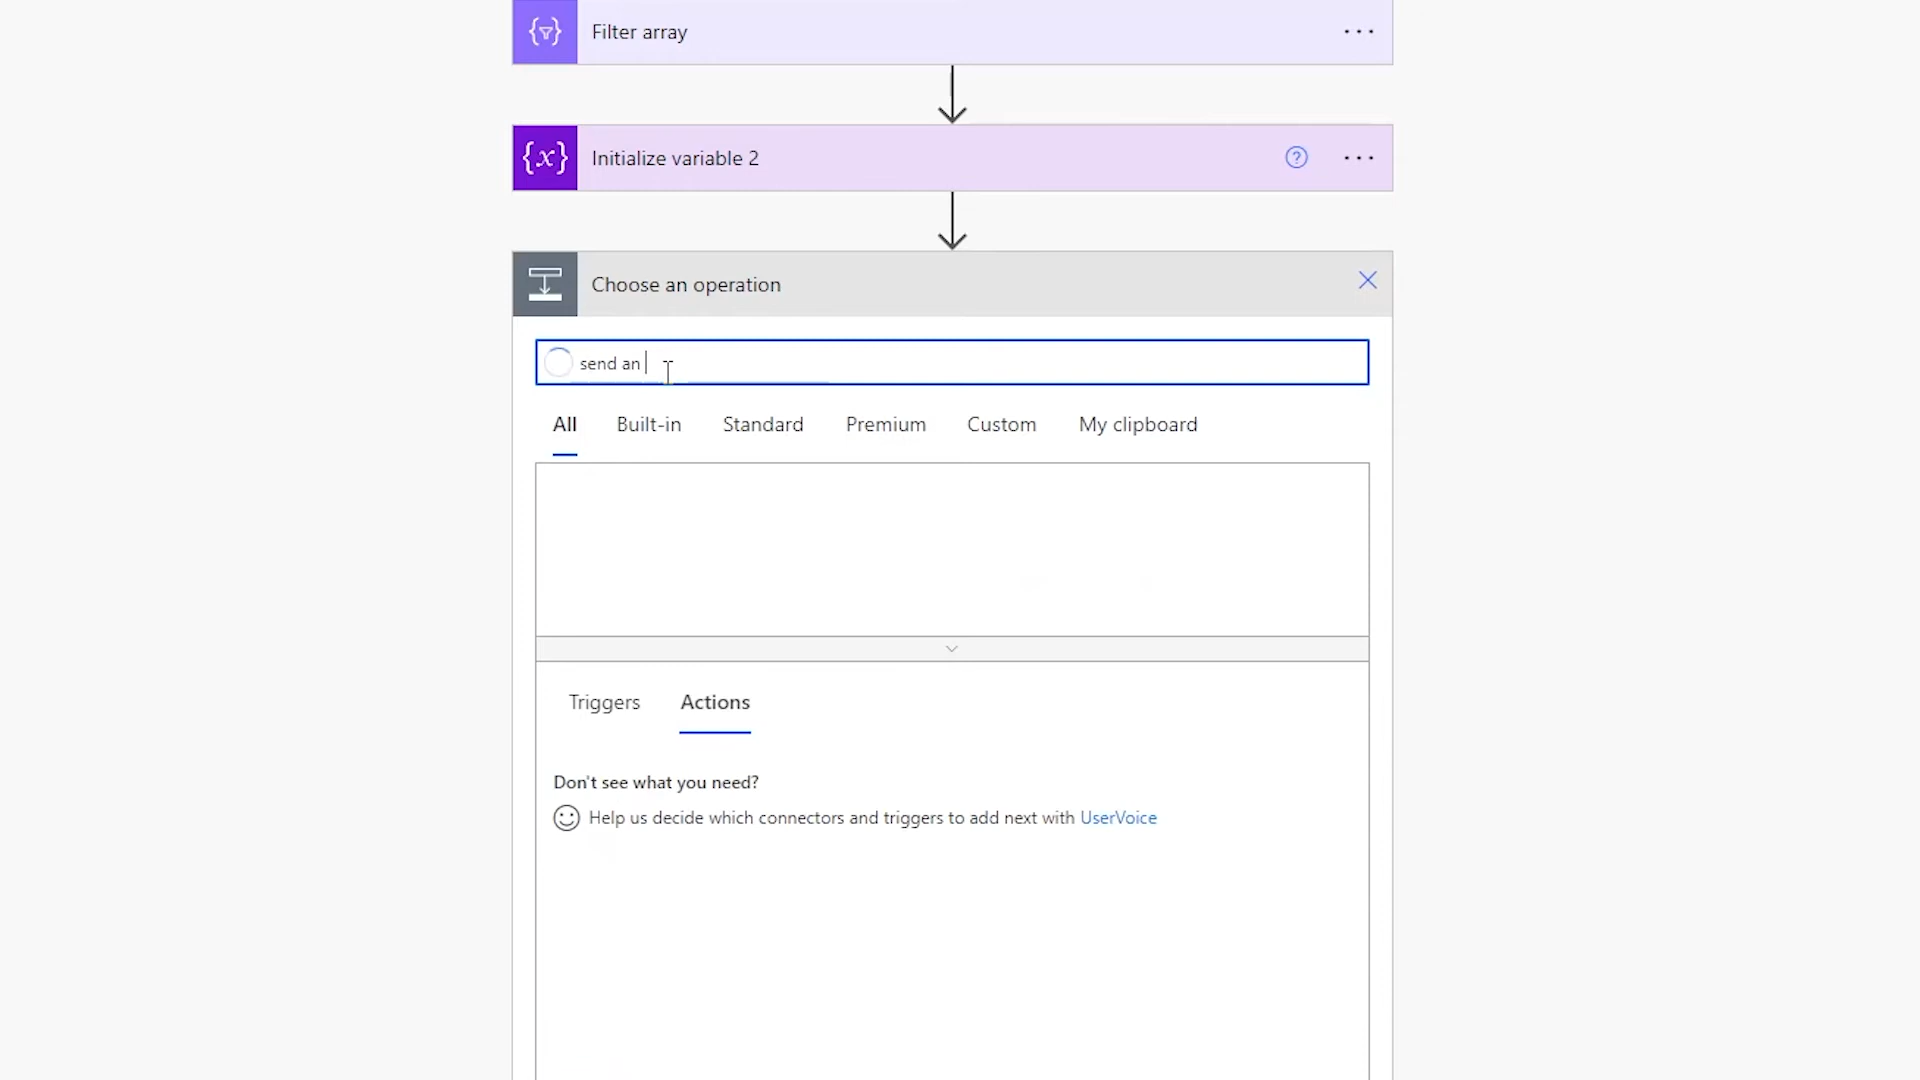 Filter array
Initialize variable 2
Choose an operation
send an
All Built-in Standard Premium Custom My clipboard
Triggers Actions
Don't see what you need?
Help us decide which connectors and triggers to add next with UserVoice